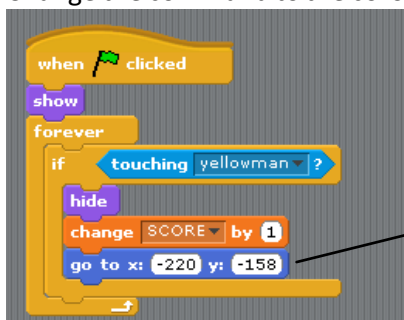 when clicked
show
forever
if touching yellowman ?
hide
change SCORE by 1
go to x: -220 y: -158